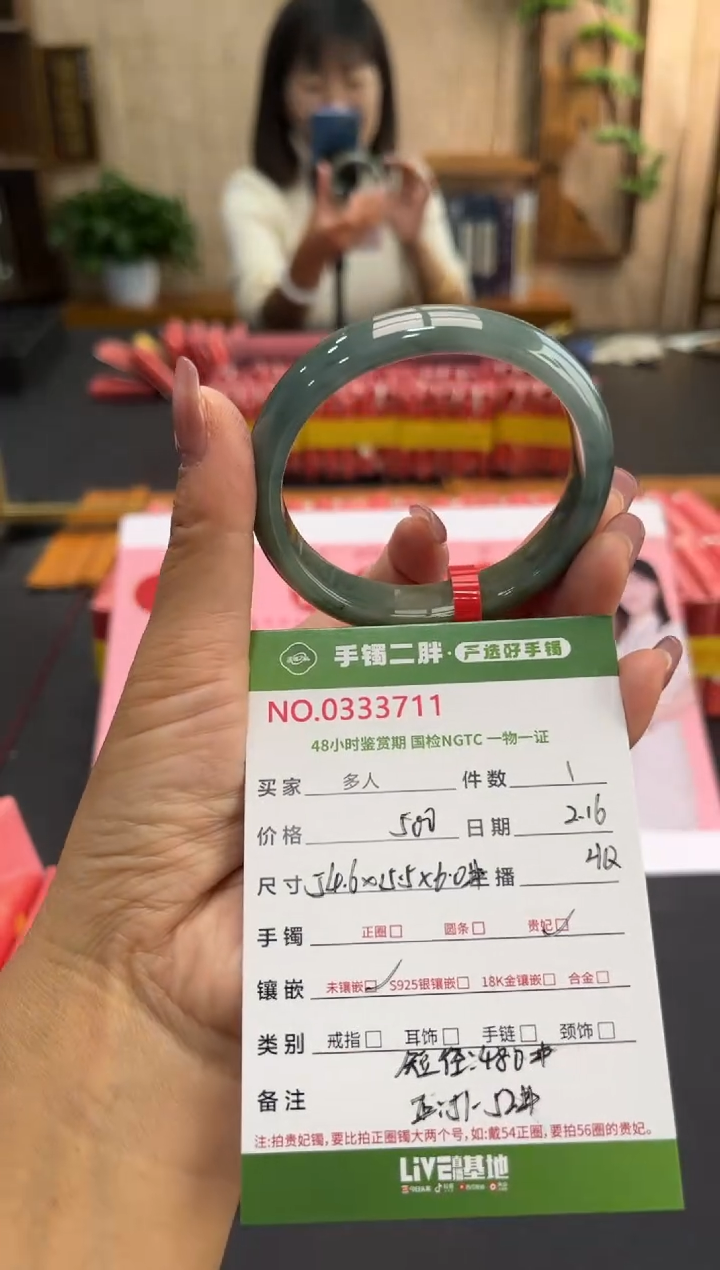 手镯二胖·严选好手镯
NO.0333711
48小时鉴赏期 国检NGTC 一物一证
买家 多人 件数 1
价格 500 日期 2.16
尺寸 54.6×15.5×6.0 主播
手镯 正圈□ 圆条□ 贵妃□
镶嵌 未镶嵌□ S925银镶嵌□ 18K金镶嵌□ 合金□
类别 戒指□ 耳饰□ 手链□ 颈饰□
短径:48.0
备注
注:拍贵妃镯,要比拍正圈镯大两个号,如:戴54正圈,要拍56圈的贵妃。
LiVE 基地